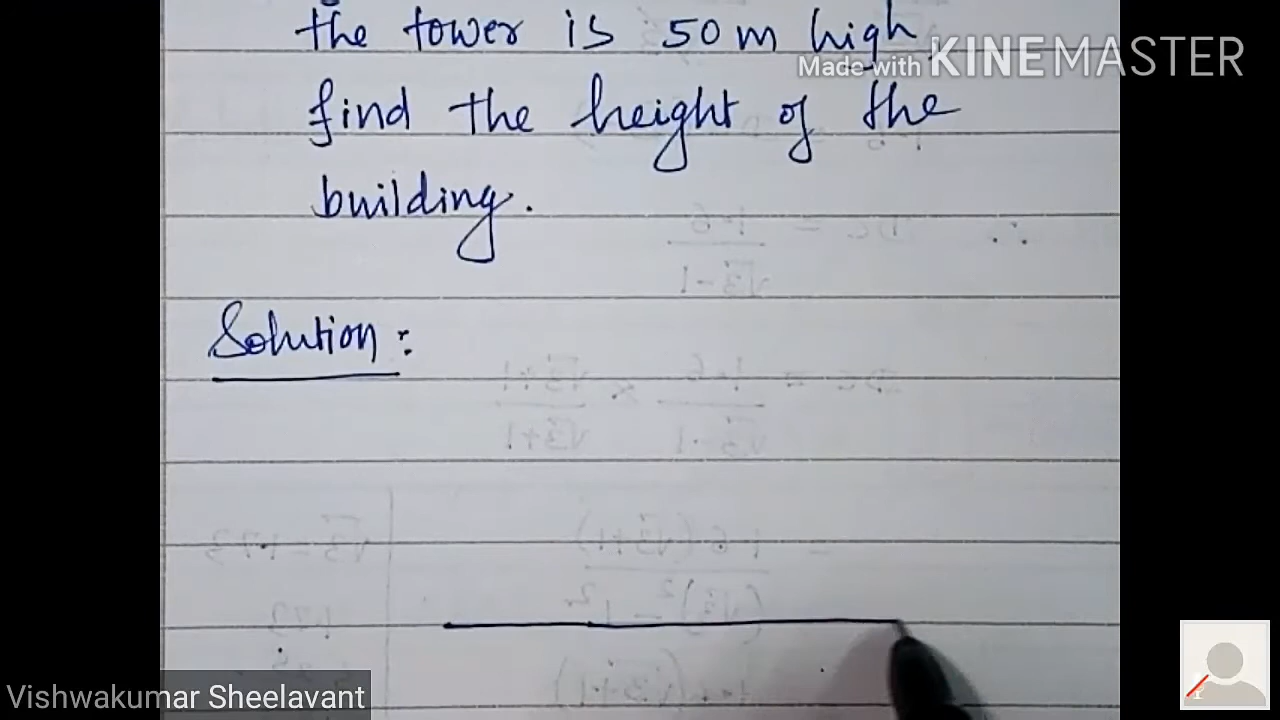 the tower is 50 m high,
Made with KINEMASTER
find the height of the
building.
Solution:
Vishwakumar Sheelavant